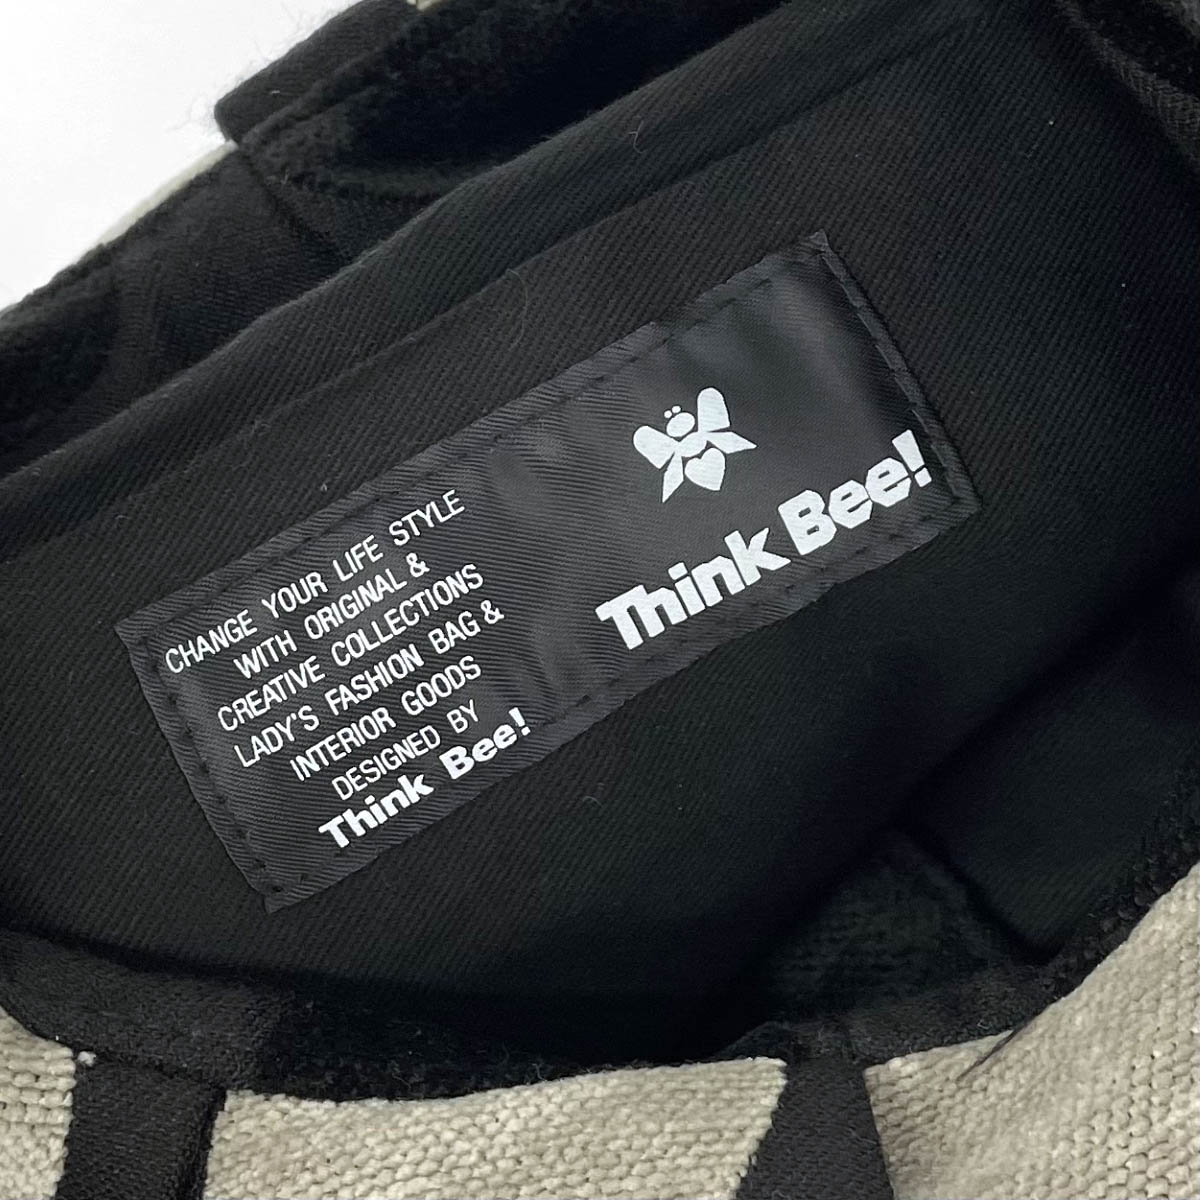 CHANGE YOUR LIFE STYLE
WITH ORIGINAL &
CREATIVE COLLECTIONS
LADY'S FASHION BAG &
INTERIOR GOODS
DESIGNED BY
Think Bee!
Think Bee!